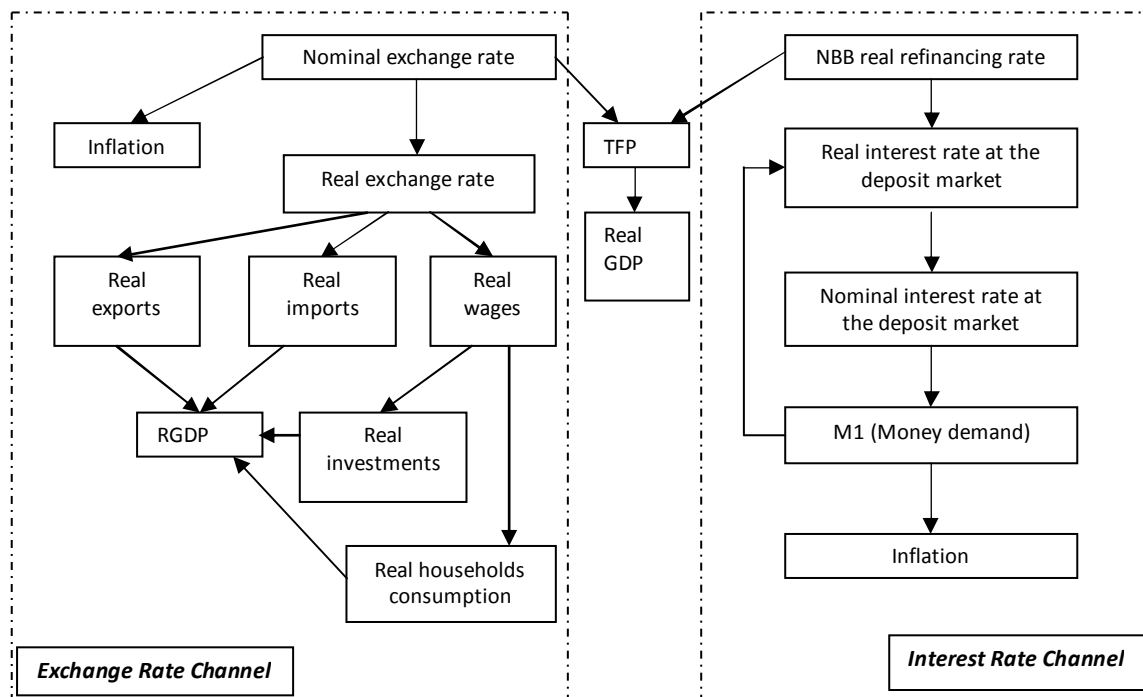 Nominal exchange rate
NBB real refinancing rate
Inflation
TFP
Real interest rate at the
deposit market
Real exchange rate
Real
GDP
Real
exports
Real
imports
Real
wages
Nominal interest rate at
the deposit market
RGDP
Real
investments
M1 (Money demand)
Real households
consumption
Inflation
Exchange Rate Channel
Interest Rate Channel